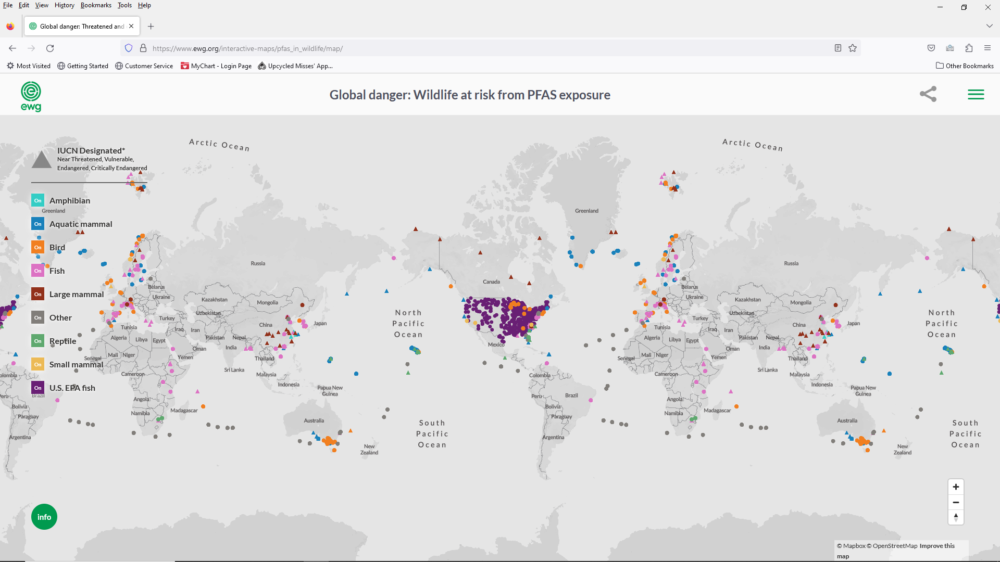 File Edit View History Bookmarks Tools Help
Global danger: Threatened and
https://www.ewg.org/interactive-maps/pfas_in_wildlife/map/
Most Visited Getting Started Customer Service MyChart - Login Page Upcycled Misses' App... Other Bookmarks
ewg
Global danger: Wildlife at risk from PFAS exposure
Arctic Ocean
Arctic Ocean
IUCN Designated*
Near Threatened, Vulnerable,
Endangered, Critically Endangered
On Amphibian
Greenland
Greenland
On Aquatic mammal
On Bird
Russia
Russia
On Fish
Canada
Belarus
Belarus
On Large mammal
Ukraine
Kazakhstan
Mongolia
Ukraine
Kazakhstan
Mongolia
Uzbekistan
Uzbekistan
North
Pacific
Ocean
North
Pacific
Ocean
On Other
Turkey
China
Japan
Turkey
China
Japan
Tunisia
Iraq
Iran
Tunisia
Iraq
Iran
Algeria
Libya
Egypt
Pakistan
Nepal
Algeria
Libya
Egypt
Pakistan
Nepal
On Reptile
Mexico
India
Oman
India
Oman
Mali
Niger
Yemen
Senegal
Thailand
Mali
Niger
Yemen
Senegal
Thailand
On Small mammal
Sri Lanka
Sri Lanka
olombia
Cameroon
Malaysia
Colombia
Cameroon
Malaysia
Indonesia
Indonesia
On U.S. EPA fish
Papua New
Guinea
Papua New
Guinea
Peru
Brazil
Peru
Brazil
Angola
Angola
Bolivia
Bolivia
Madagascar
Madagascar
Namibia
Namibia
Paraguay
Paraguay
Australia
Australia
South
Pacific
Ocean
South
Pacific
Ocean
Argentina
Argentina
New
Zealand
New
Zealand
+
−
info
© Mapbox © OpenStreetMap Improve this
map